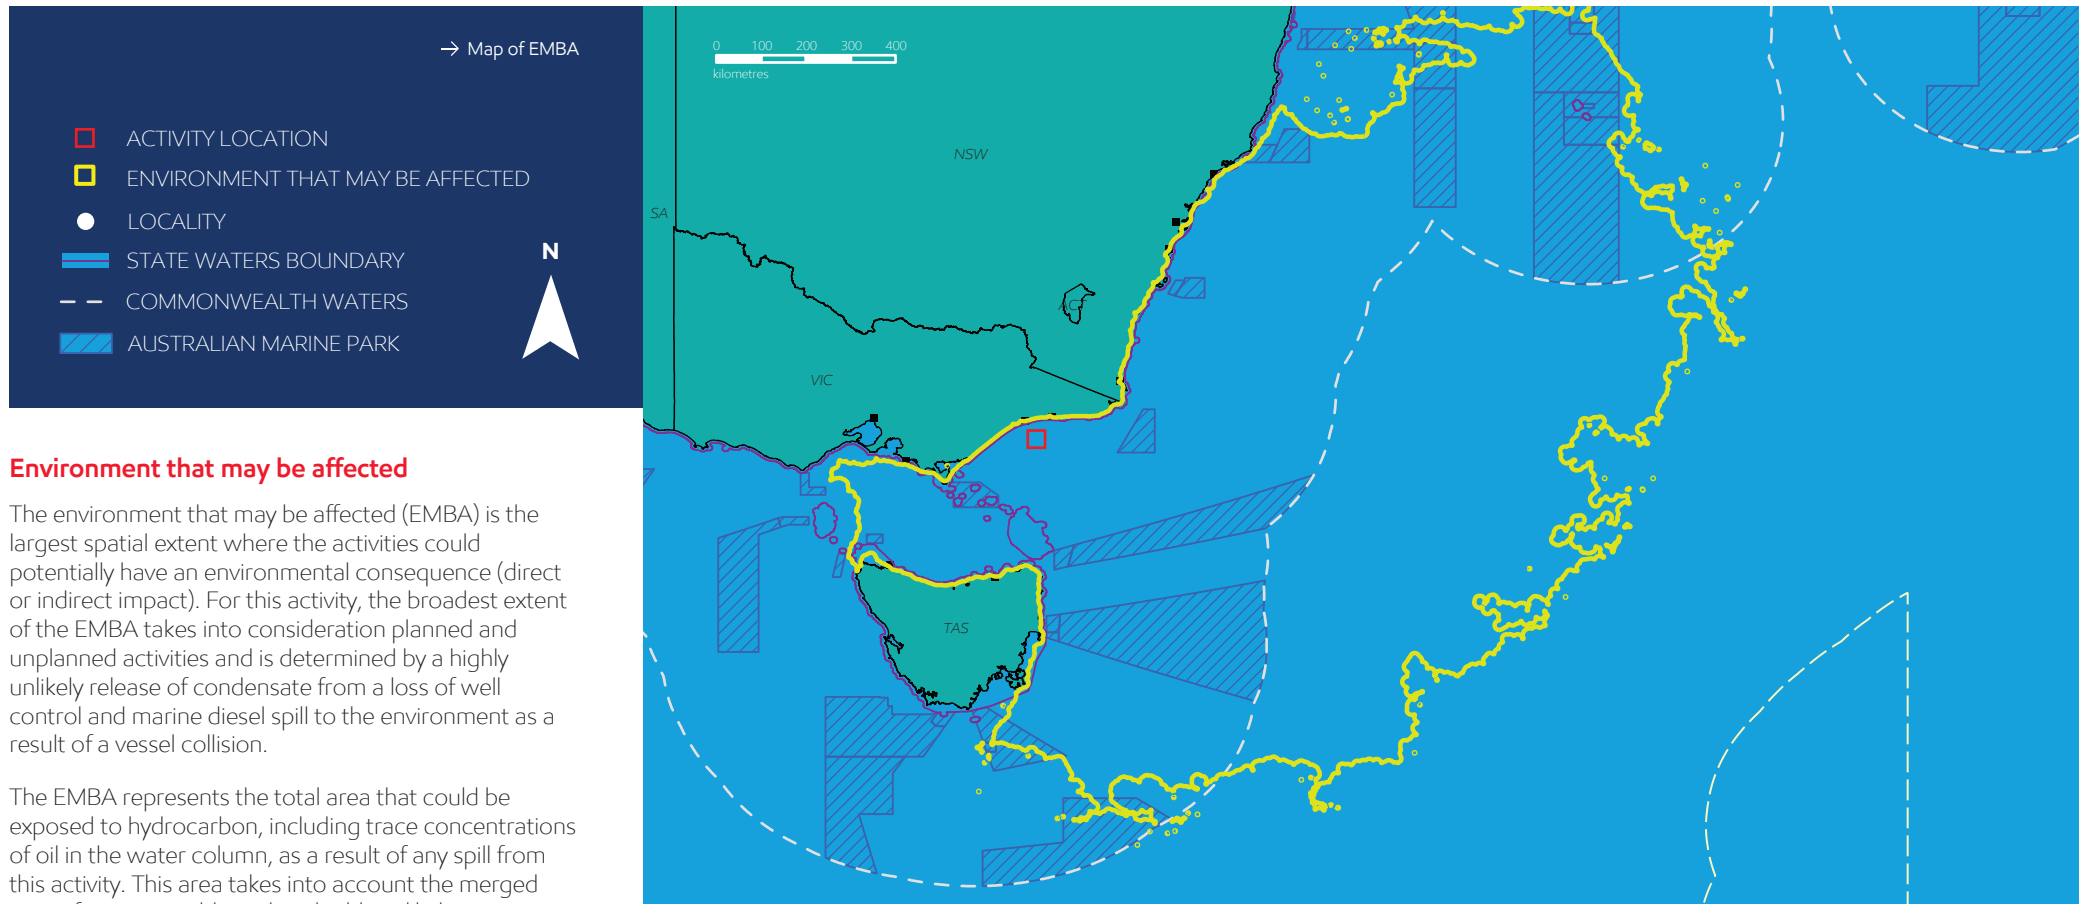 → Map of EMBA
ACTIVITY LOCATION
ENVIRONMENT THAT MAY BE AFFECTED
LOCALITY
STATE WATERS BOUNDARY
COMMONWEALTH WATERS
AUSTRALIAN MARINE PARK
N
0 100 200 300 400
kilometres
NSW
SA
ACT
VIC
TAS
Environment that may be affected
The environment that may be affected (EMBA) is the
largest spatial extent where the activities could
potentially have an environmental consequence (direct
or indirect impact). For this activity, the broadest extent
of the EMBA takes into consideration planned and
unplanned activities and is determined by a highly
unlikely release of condensate from a loss of well
control and marine diesel spill to the environment as a
result of a vessel collision.
The EMBA represents the total area that could be
exposed to hydrocarbon, including trace concentrations
of oil in the water column, as a result of any spill from
this activity. This area takes into account the merged